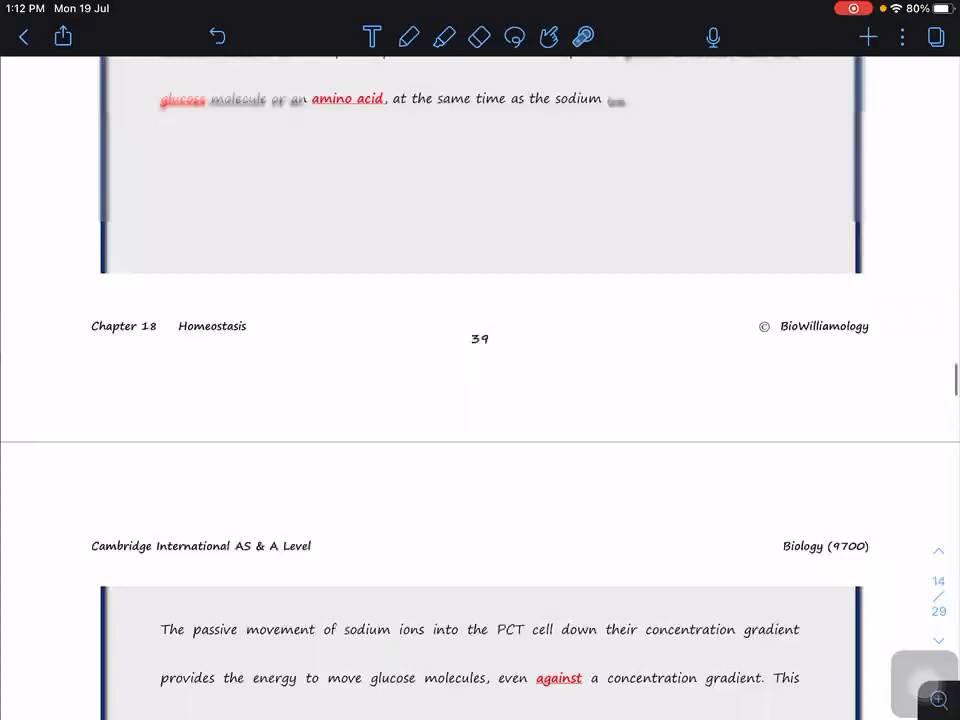 1:12 PM Mon 19 Jul
80%
glucose molecule or an amino acid, at the same time as the sodium
Chapter 18 Homeostasis
39
© BioWilliamology
Cambridge International AS & A Level
Biology (9700)
14
/
29
The passive movement of sodium ions into the PCT cell down their concentration gradient
provides the energy to move glucose molecules, even against a concentration gradient. This